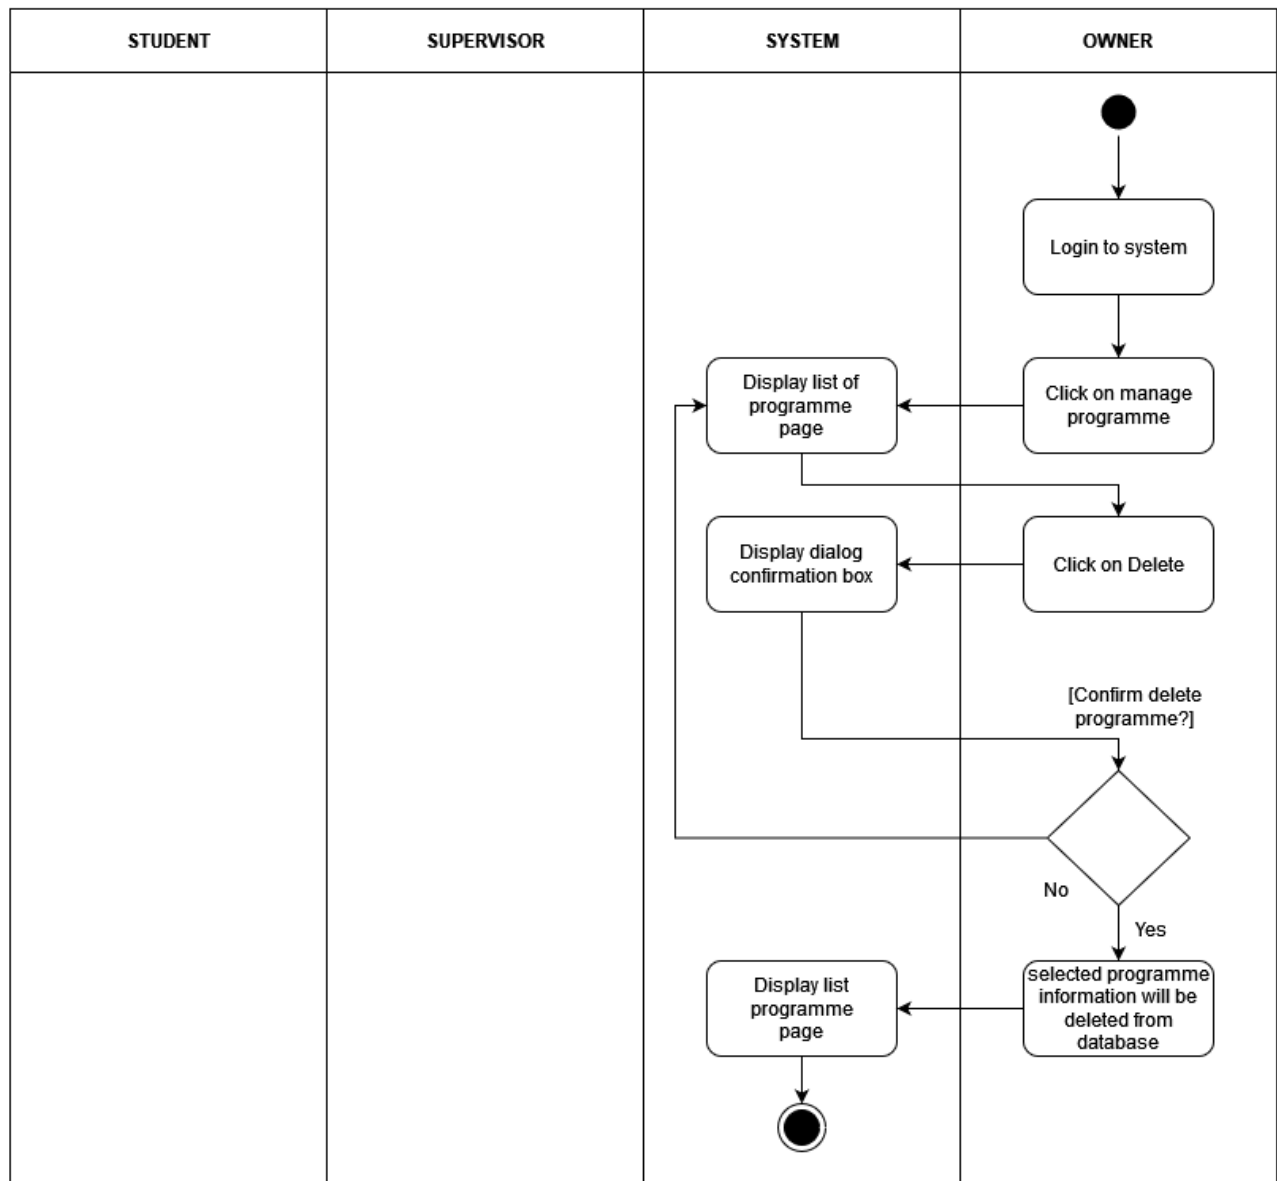 STUDENT
SUPERVISOR
SYSTEM
OWNER
Login to system
Display list of
programme
page
Click on manage
programme
Display dialog
confirmation box
Click on Delete
[Confirm delete
programme?]
No
Yes
Display list
programme
page
selected programme
information will be
deleted from
database